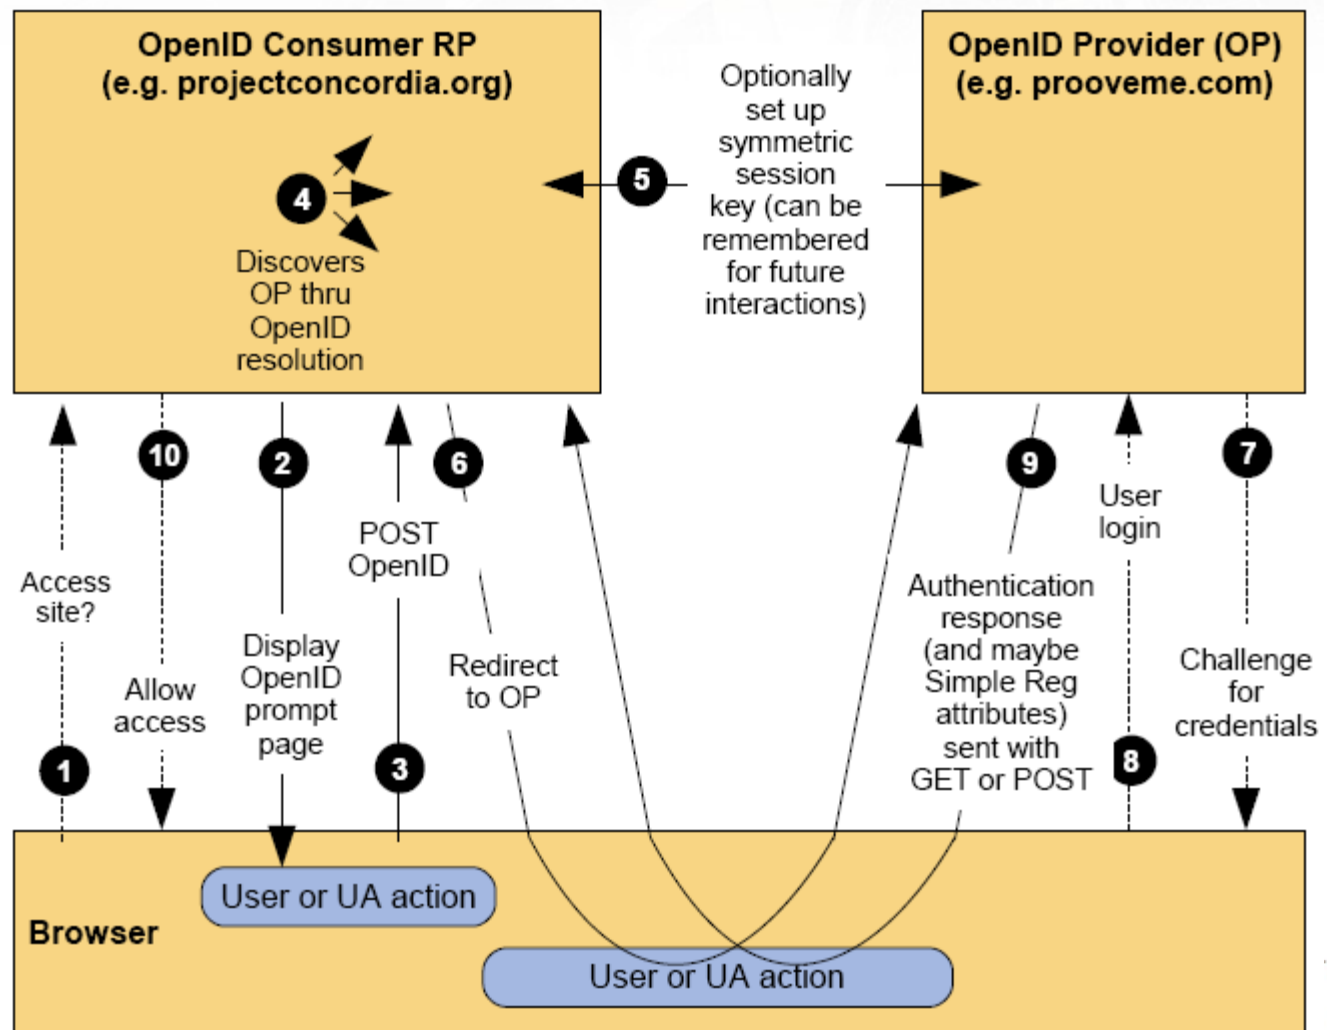 OpenID Consumer RP
(e.g. projectconcordia.org)
OpenID Provider (OP)
(e.g. prooveme.com)
4
Discovers
OP thru
OpenID
resolution
5
Optionally
set up
symmetric
session
key (can be
remembered
for future
interactions)
1
Access
site?
10
Allow
access
2
Display
OpenID
prompt
page
3
POST
OpenID
6
Redirect
to OP
9
Authentication
response
(and maybe
Simple Reg
attributes)
sent with
GET or POST
8
User
login
7
Challenge
for
credentials
User or UA action
Browser
User or UA action